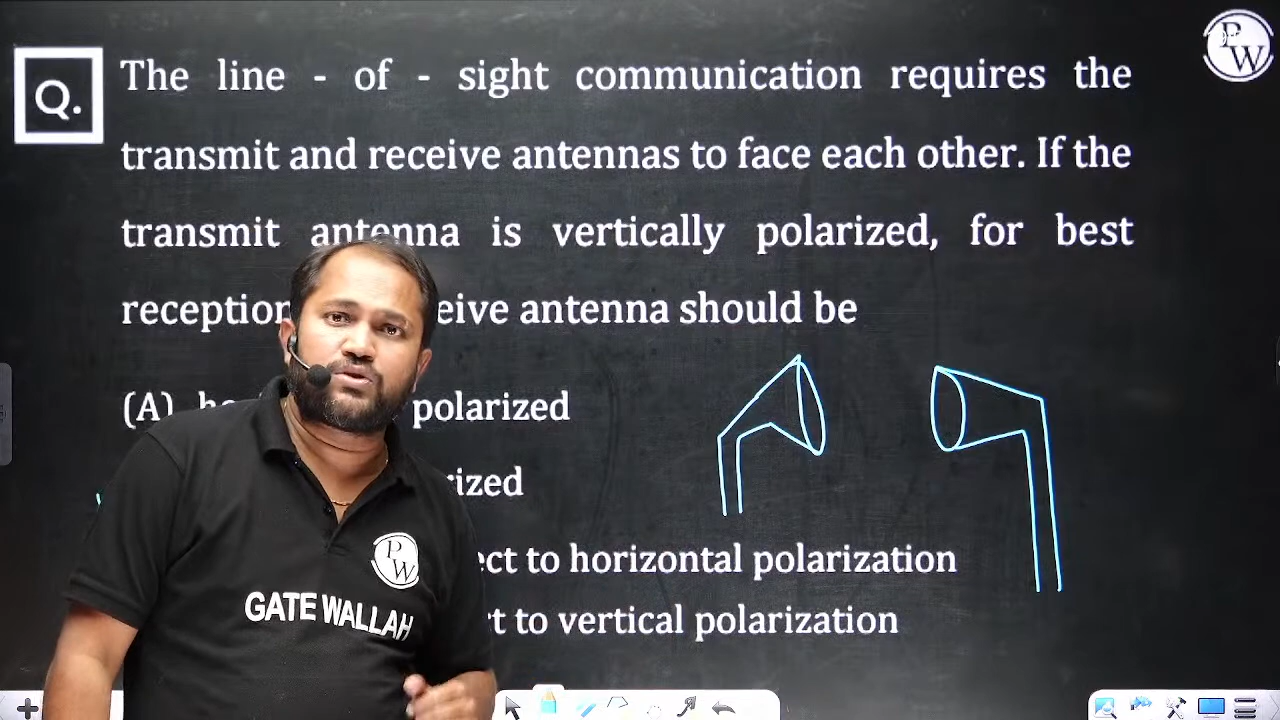 Q.
The line - of - sight communication requires the
transmit and receive antennas to face each other. If the
transmit antenna is vertically polarized, for best
reception eive antenna should be
(A) polarized
rized
ect to horizontal polarization
t to vertical polarization
PW
PW
GATE WALLAH